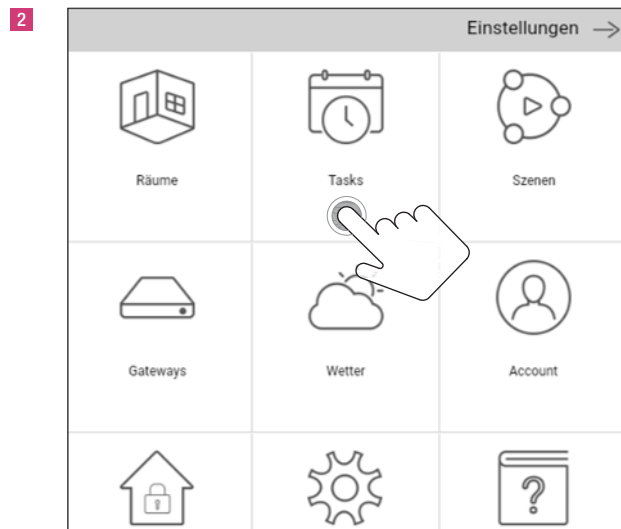 2
Einstellungen
Räume
Tasks
Szenen
Gateways
Wetter
Account
?